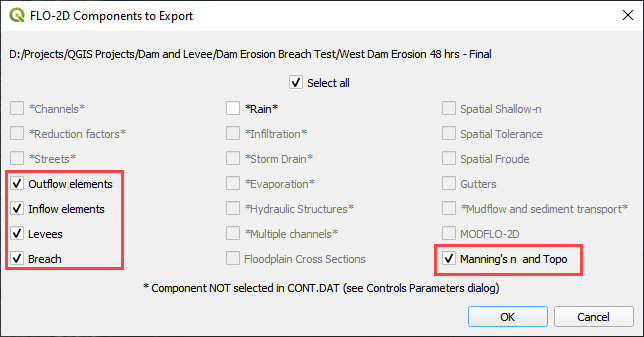 FLO-2D Components to Export
D:/Projects/QGIS Projects/Dam and Levee/Dam Erosion Breach Test/West Dam Erosion 48 hrs - Final
Select all
*Channels*
*Reduction factors*
*Streets*
Outflow elements
Inflow elements
Levees
Breach
*Rain*
*Infiltration*
*Storm Drain*
*Evaporation*
*Hydraulic Structures*
*Multiple channels*
Floodplain Cross Sections
Spatial Shallow-n
Spatial Tolerance
Spatial Froude
Gutters
*Mudflow and sediment transport*
MODFLO-2D
Manning's n and Topo
* Component NOT selected in CONT.DAT (see Controls Parameters dialog)
OK
Cancel